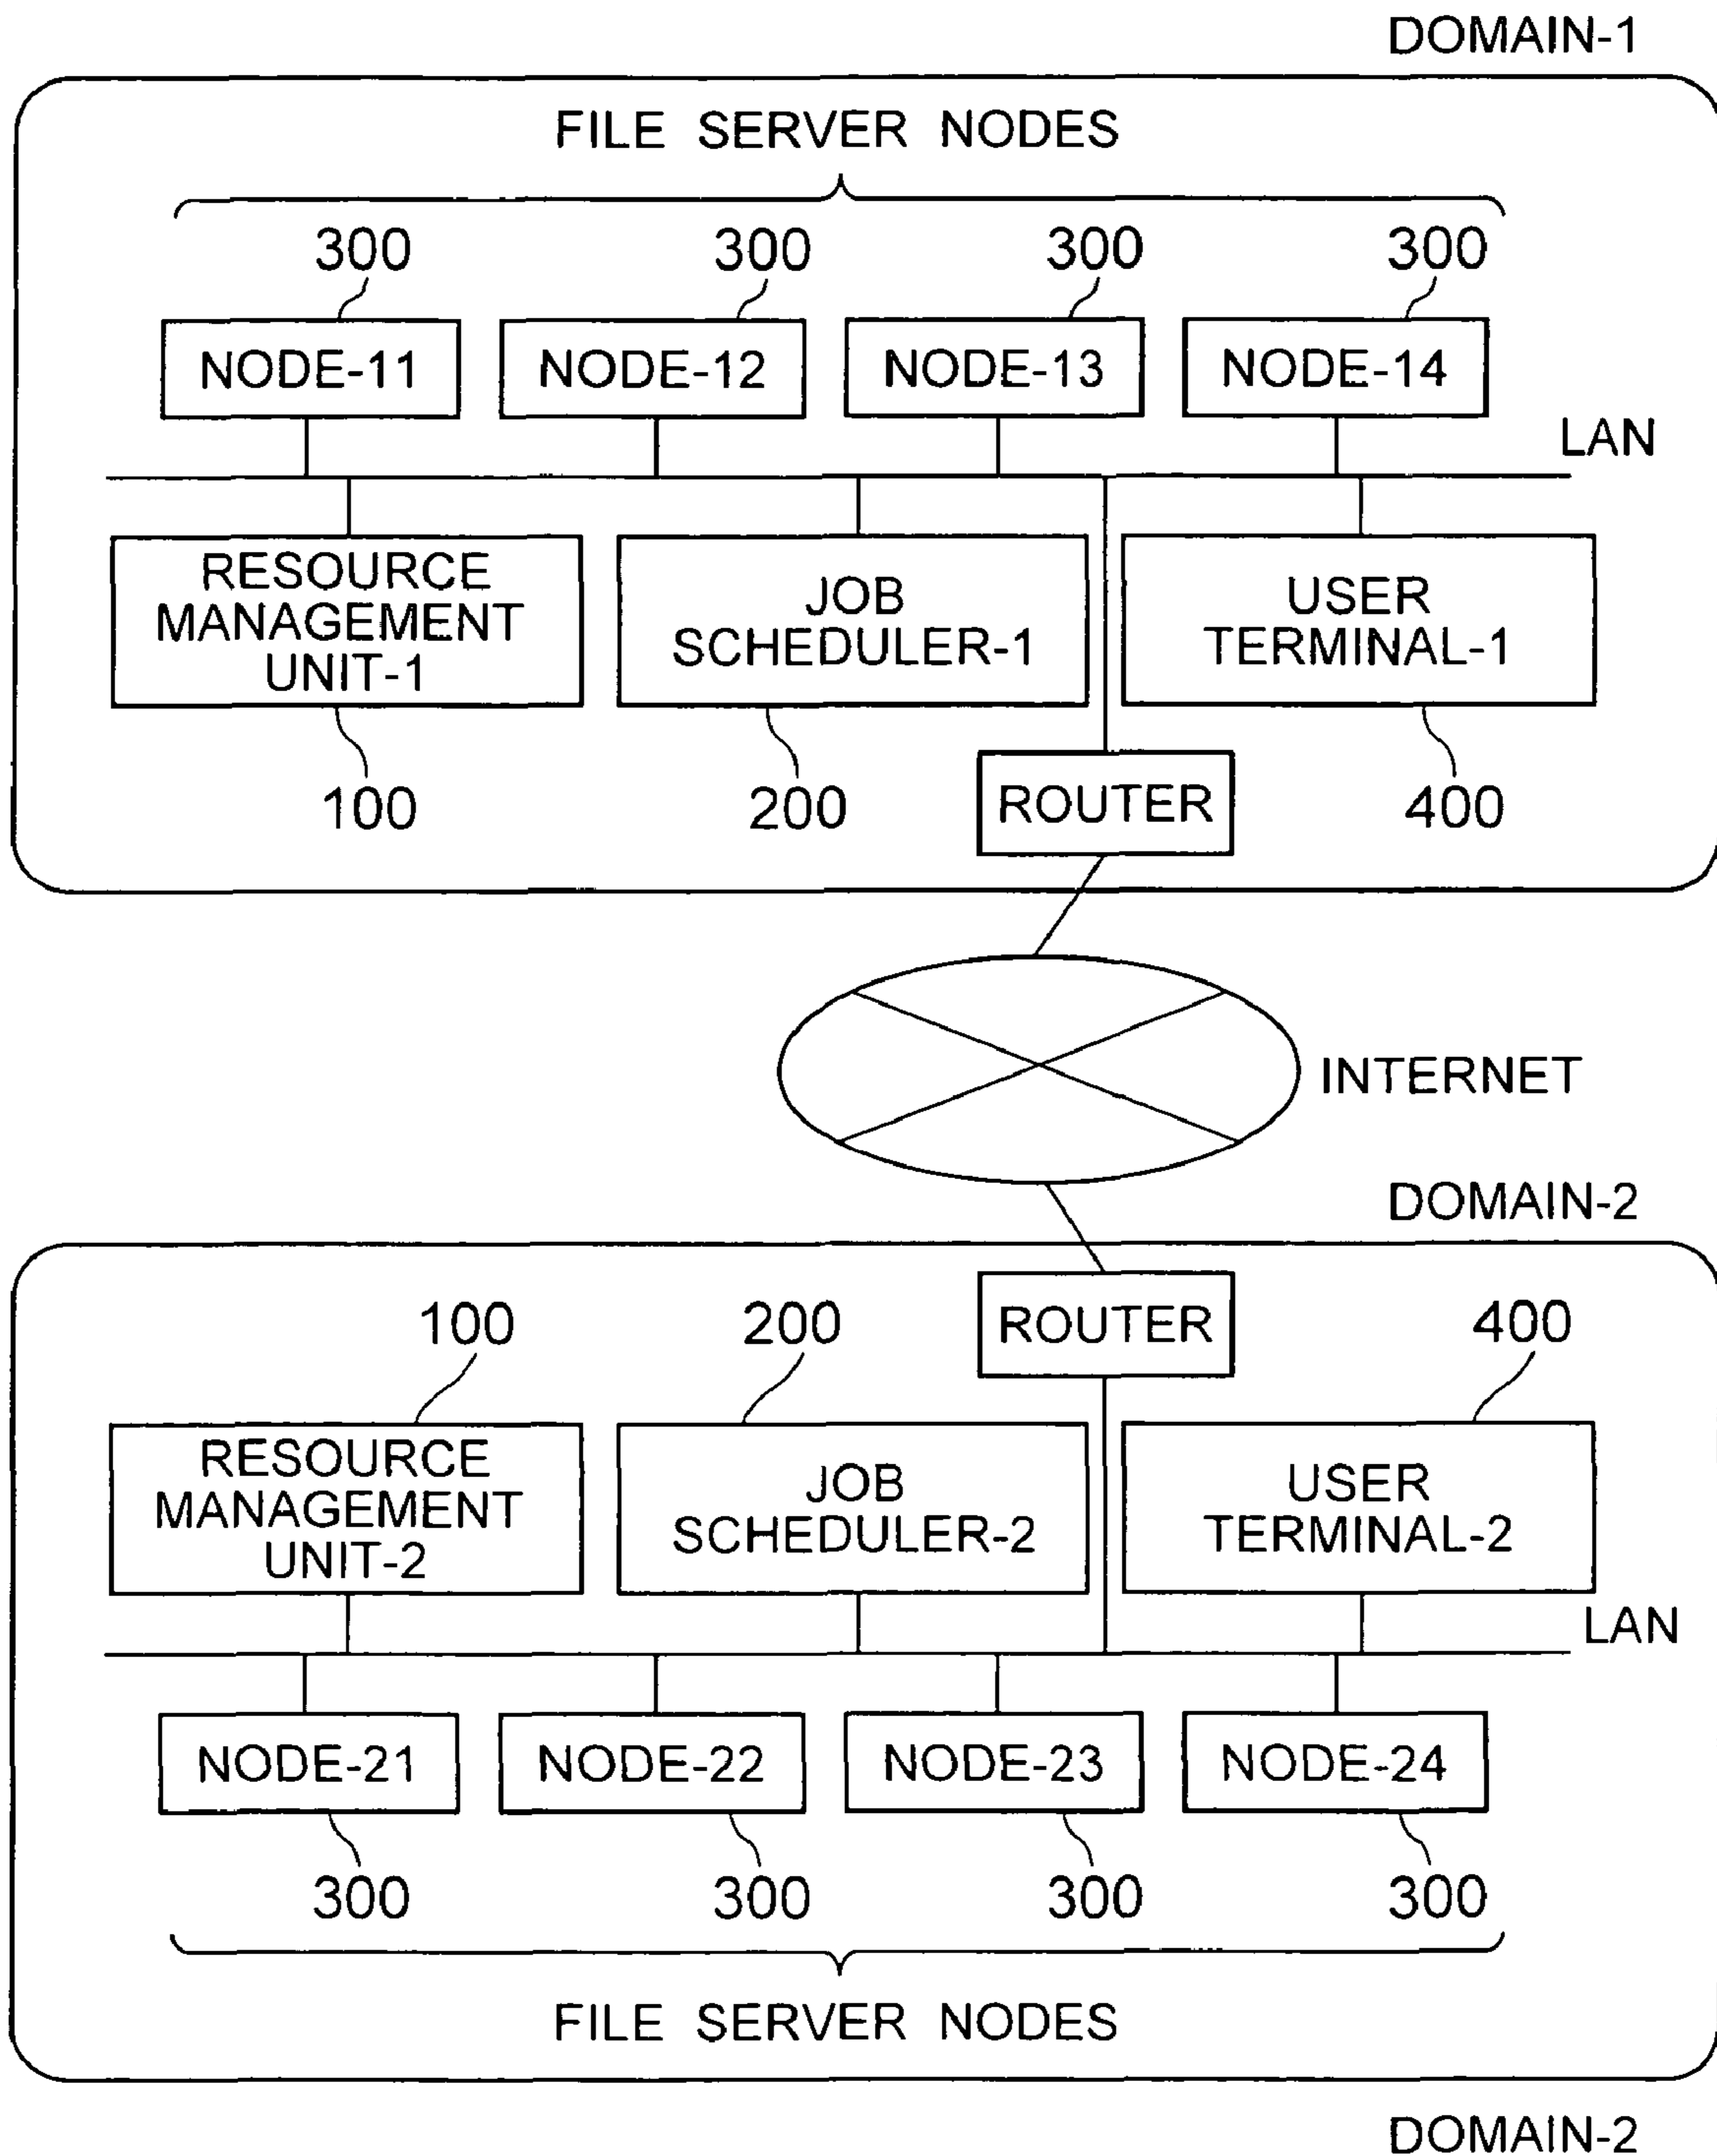 DOMAIN-1
FILE SERVER NODES
300 300 300 300
NODE-11 NODE-12 NODE-13 NODE-14
LAN
RESOURCE
MANAGEMENT
UNIT-1
JOB
SCHEDULER-1
USER
TERMINAL-1
100 200 ROUTER 400
INTERNET
DOMAIN-2
100 200 ROUTER 400
RESOURCE
MANAGEMENT
UNIT-2
JOB
SCHEDULER-2
USER
TERMINAL-2
LAN
NODE-21 NODE-22 NODE-23 NODE-24
300 300 300 300
FILE SERVER NODES
DOMAIN-2